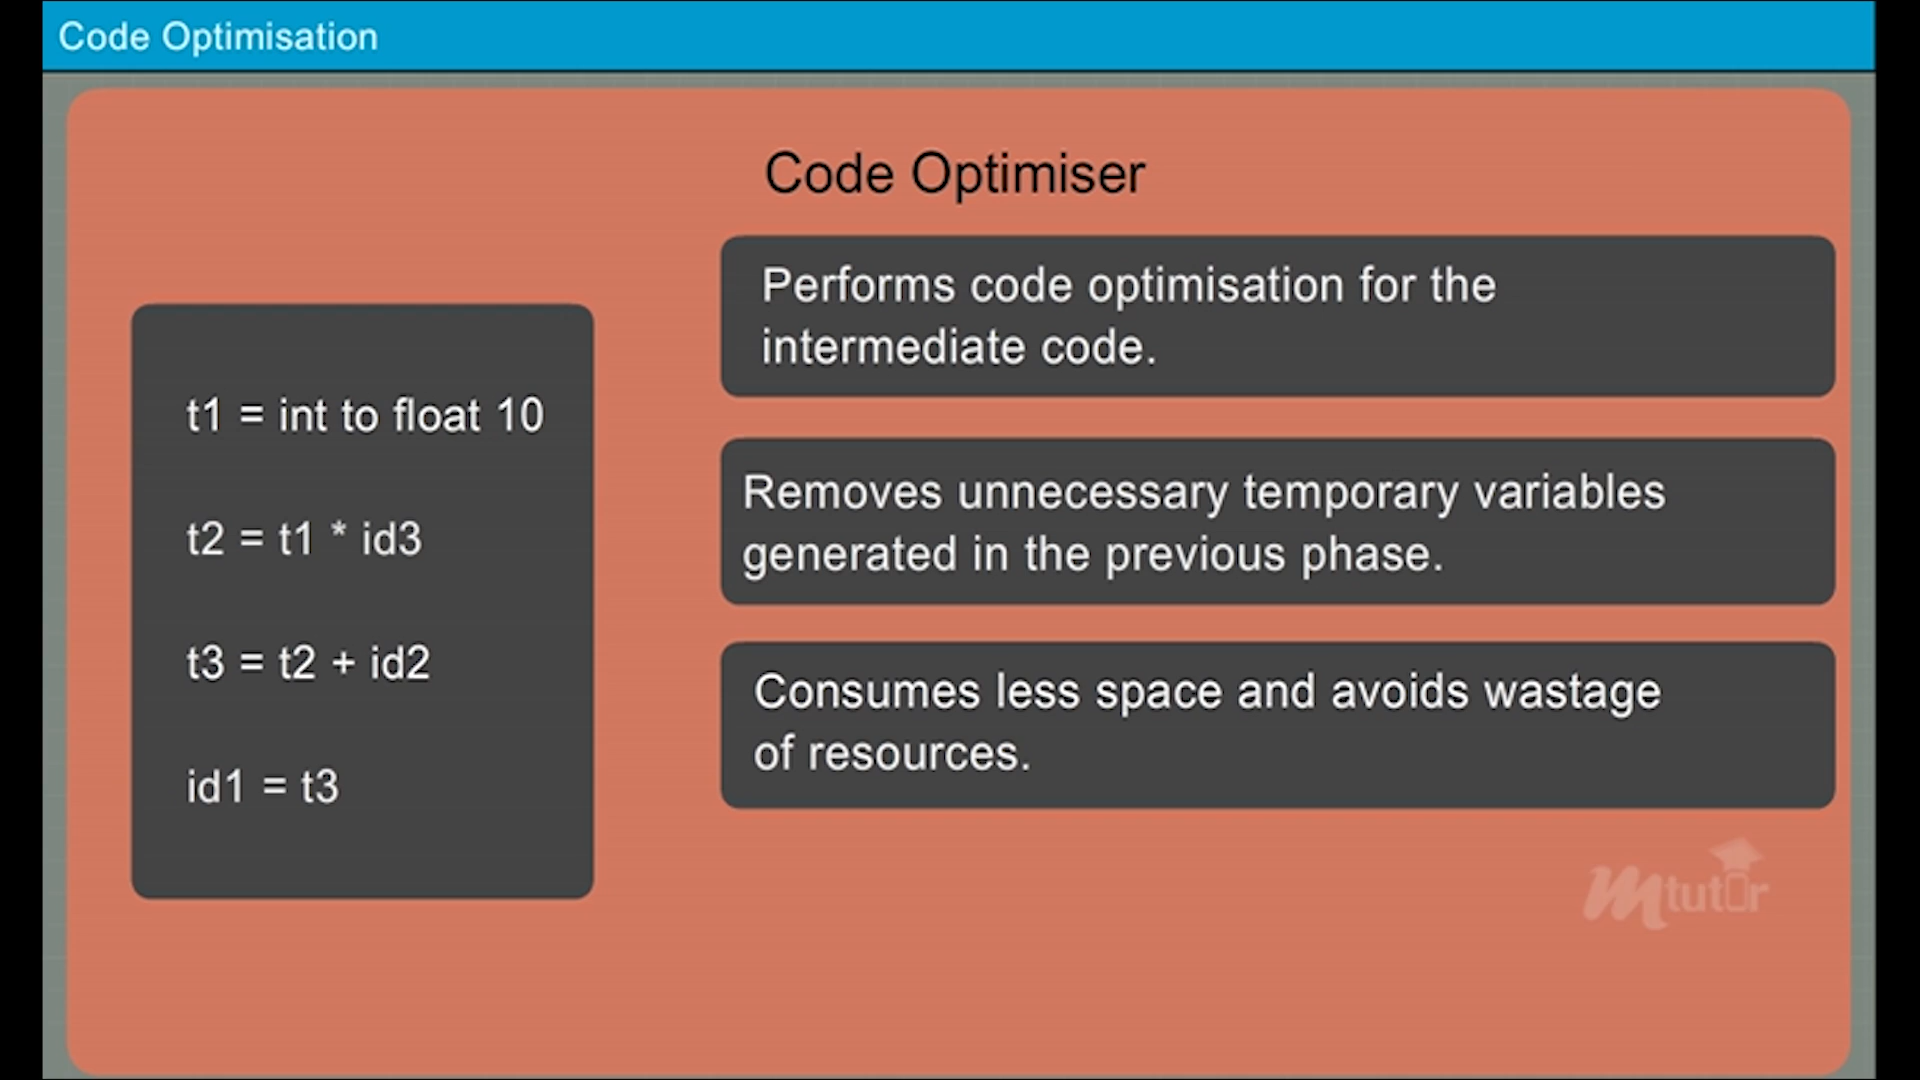 Code Optimisation
Code Optimiser
t1 = int to float 10
t2 = t1 * id3
t3 = t2 + id2
id1 = t3
Performs code optimisation for the
intermediate code.
Removes unnecessary temporary variables
generated in the previous phase.
Consumes less space and avoids wastage
of resources.
Mtutor